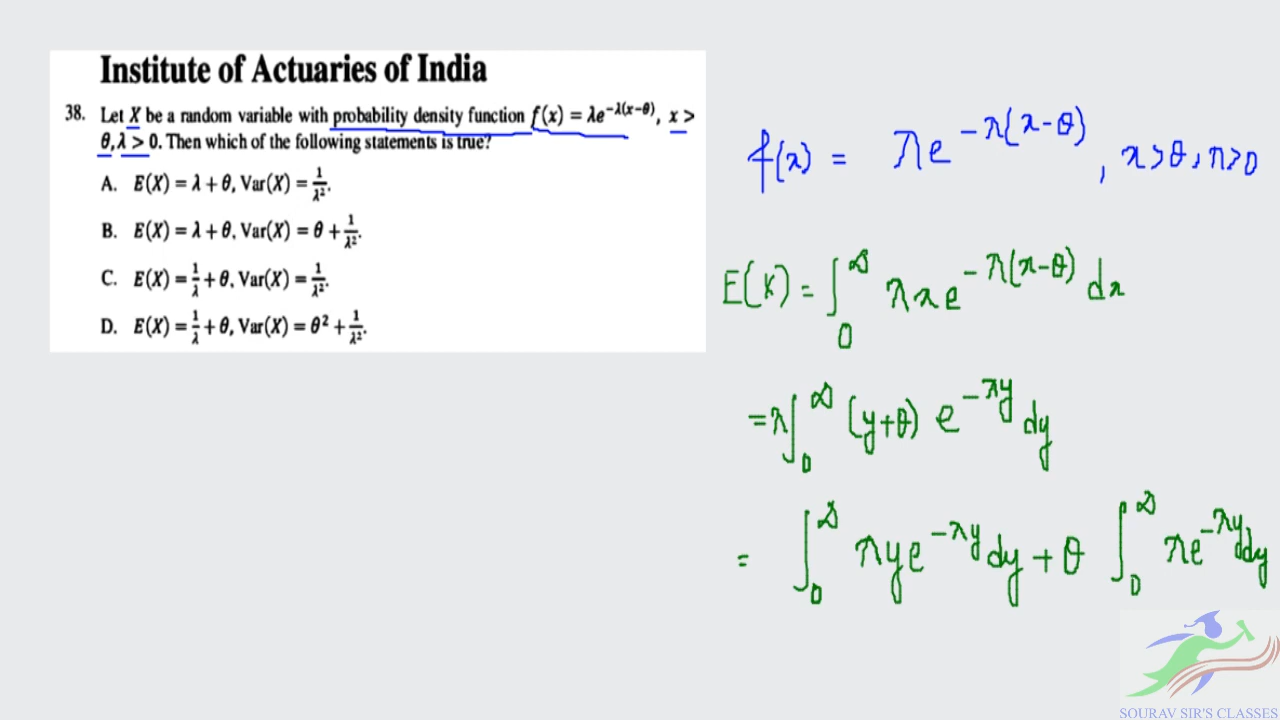 Institute of Actuaries of India
38. Let X be a random variable with probability density function f(x) = λe^{−λ(x−θ)}, x >
θ, λ > 0. Then which of the following statements is true?
A. E(X) = λ + θ, Var(X) = 1/λ².
B. E(X) = λ + θ, Var(X) = θ + 1/λ².
C. E(X) = 1/λ + θ, Var(X) = 1/λ².
D. E(X) = 1/λ + θ, Var(X) = θ² + 1/λ².
f(x) = λe^{−λ(x−θ)}, x>θ, λ>0
E(X) = ∫_0^∞ λxe^{−λ(x−θ)} dx
= λ∫_0^∞ (y+θ) e^{−λy} dy
= ∫_0^∞ λye^{−λy} dy + θ ∫_0^∞ λe^{−λy} dy
SOURAV SIR'S CLASSES